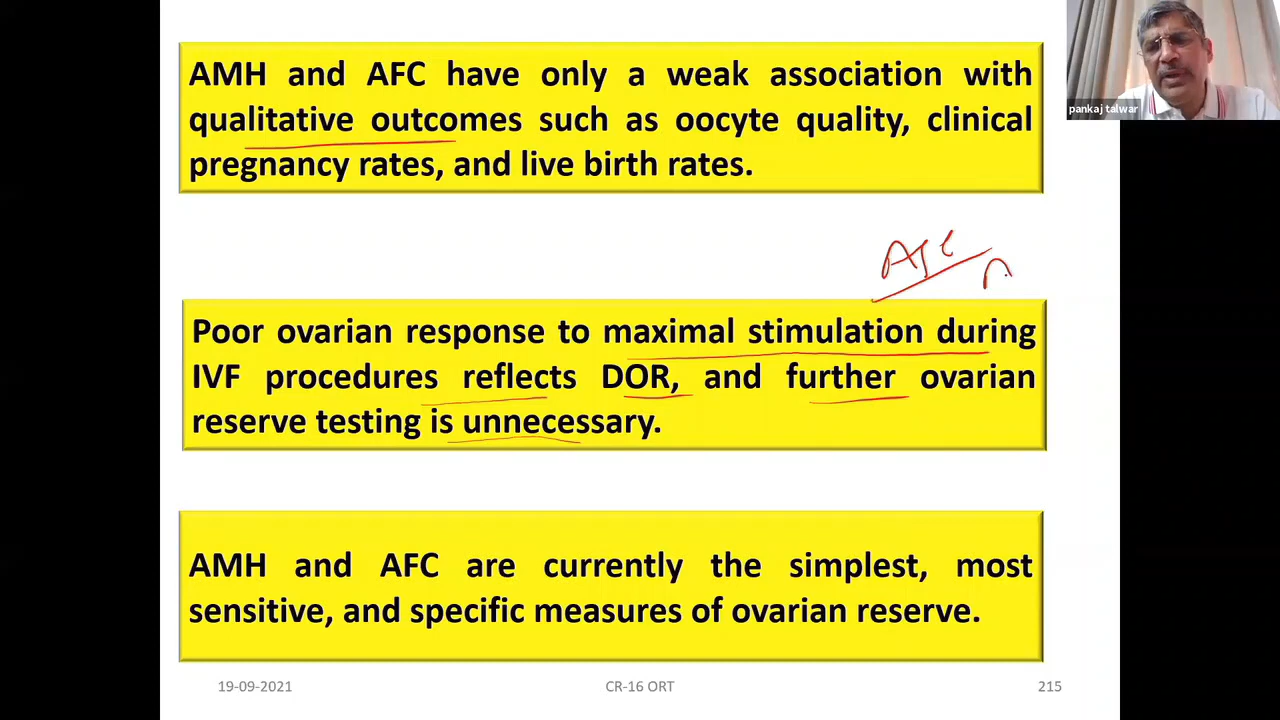 AMH and AFC have only a weak association with
qualitative outcomes such as oocyte quality, clinical
pregnancy rates, and live birth rates.
pankaj talwar
AFC
Poor ovarian response to maximal stimulation during
IVF procedures reflects DOR, and further ovarian
reserve testing is unnecessary.
AMH and AFC are currently the simplest, most
sensitive, and specific measures of ovarian reserve.
19-09-2021
CR-16 ORT
215